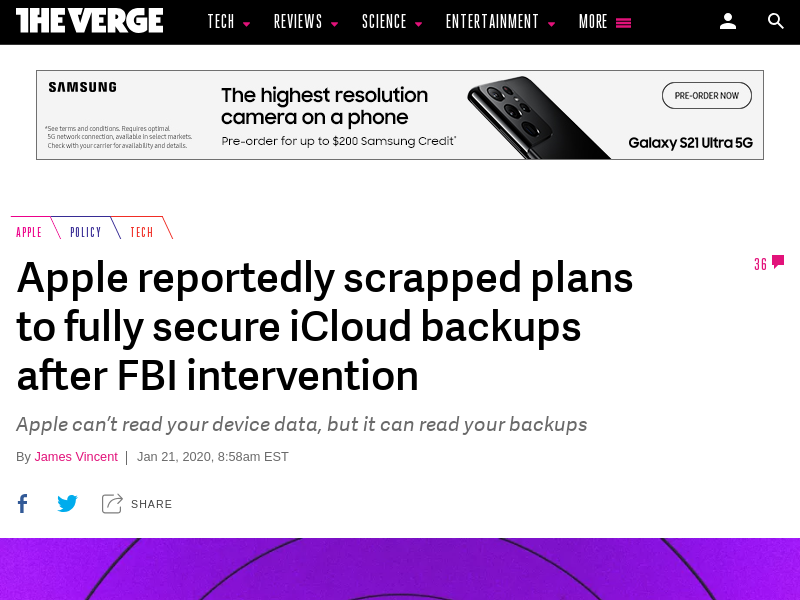 THE VERGE
TECH REVIEWS SCIENCE ENTERTAINMENT MORE
SAMSUNG
*See terms and conditions. Requires optimal
5G network connection, available in select markets.
Check with your carrier for availability and details.
The highest resolution
camera on a phone
Pre-order for up to $200 Samsung Credit*
PRE-ORDER NOW
Galaxy S21 Ultra 5G
APPLE POLICY TECH
Apple reportedly scrapped plans
to fully secure iCloud backups
after FBI intervention
36
Apple can’t read your device data, but it can read your backups
By James Vincent | Jan 21, 2020, 8:58am EST
SHARE